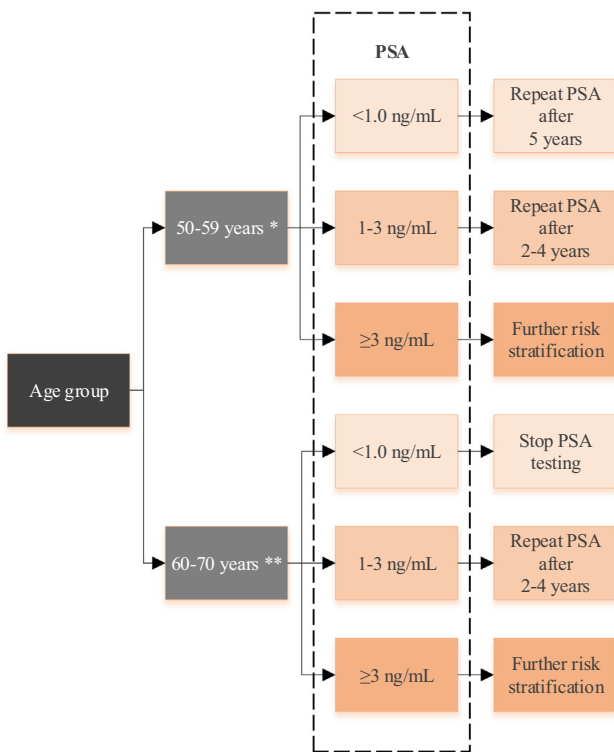 PSA
<1.0 ng/mL
Repeat PSA
after
5 years
50-59 years *
1-3 ng/mL
Repeat PSA
after
2-4 years
≥3 ng/mL
Further risk
stratification
Age group
<1.0 ng/mL
Stop PSA
testing
60-70 years **
1-3 ng/mL
Repeat PSA
after
2-4 years
≥3 ng/mL
Further risk
stratification